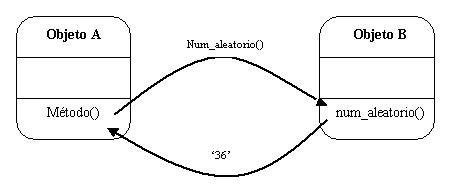 Objeto A
Objeto B
Num_aleatorio()
Método()
num_aleatorio()
‘36’